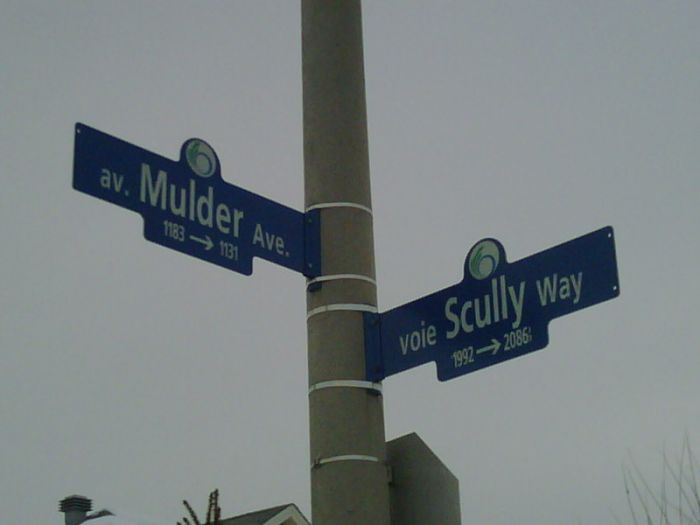 av. Mulder Ave.
1183 → 1131
voie Scully Way
1992 → 2086